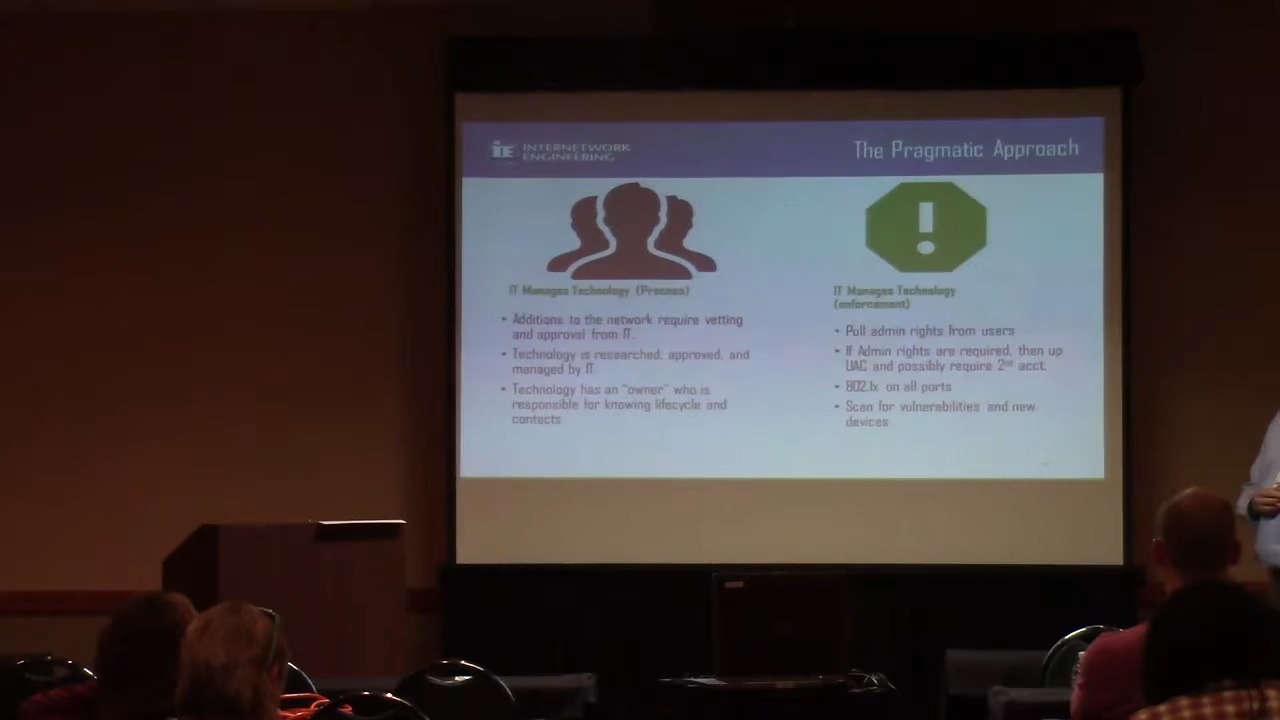 iE INTERNETWORK
ENGINEERING
The Pragmatic Approach
IT Manages Technology (Process)
• Additions to the network require vetting
and approval from IT.
• Technology is researched, approved, and
managed by IT
• Technology has an "owner" who is
responsible for knowing lifecycle and
contacts
IT Manages Technology
(enforcement)
• Pull admin rights from users
• If Admin rights are required, then up
UAC and possibly require 2nd acct.
• 802.1x on all ports
• Scan for vulnerabilities and new
devices